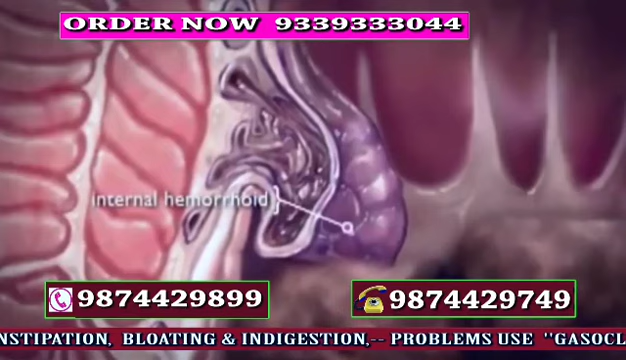 ORDER NOW 9339333044
internal hemorrhoid
9874429899
9874429749
NSTIPATION, BLOATING & INDIGESTION,-- PROBLEMS USE "GASOCL